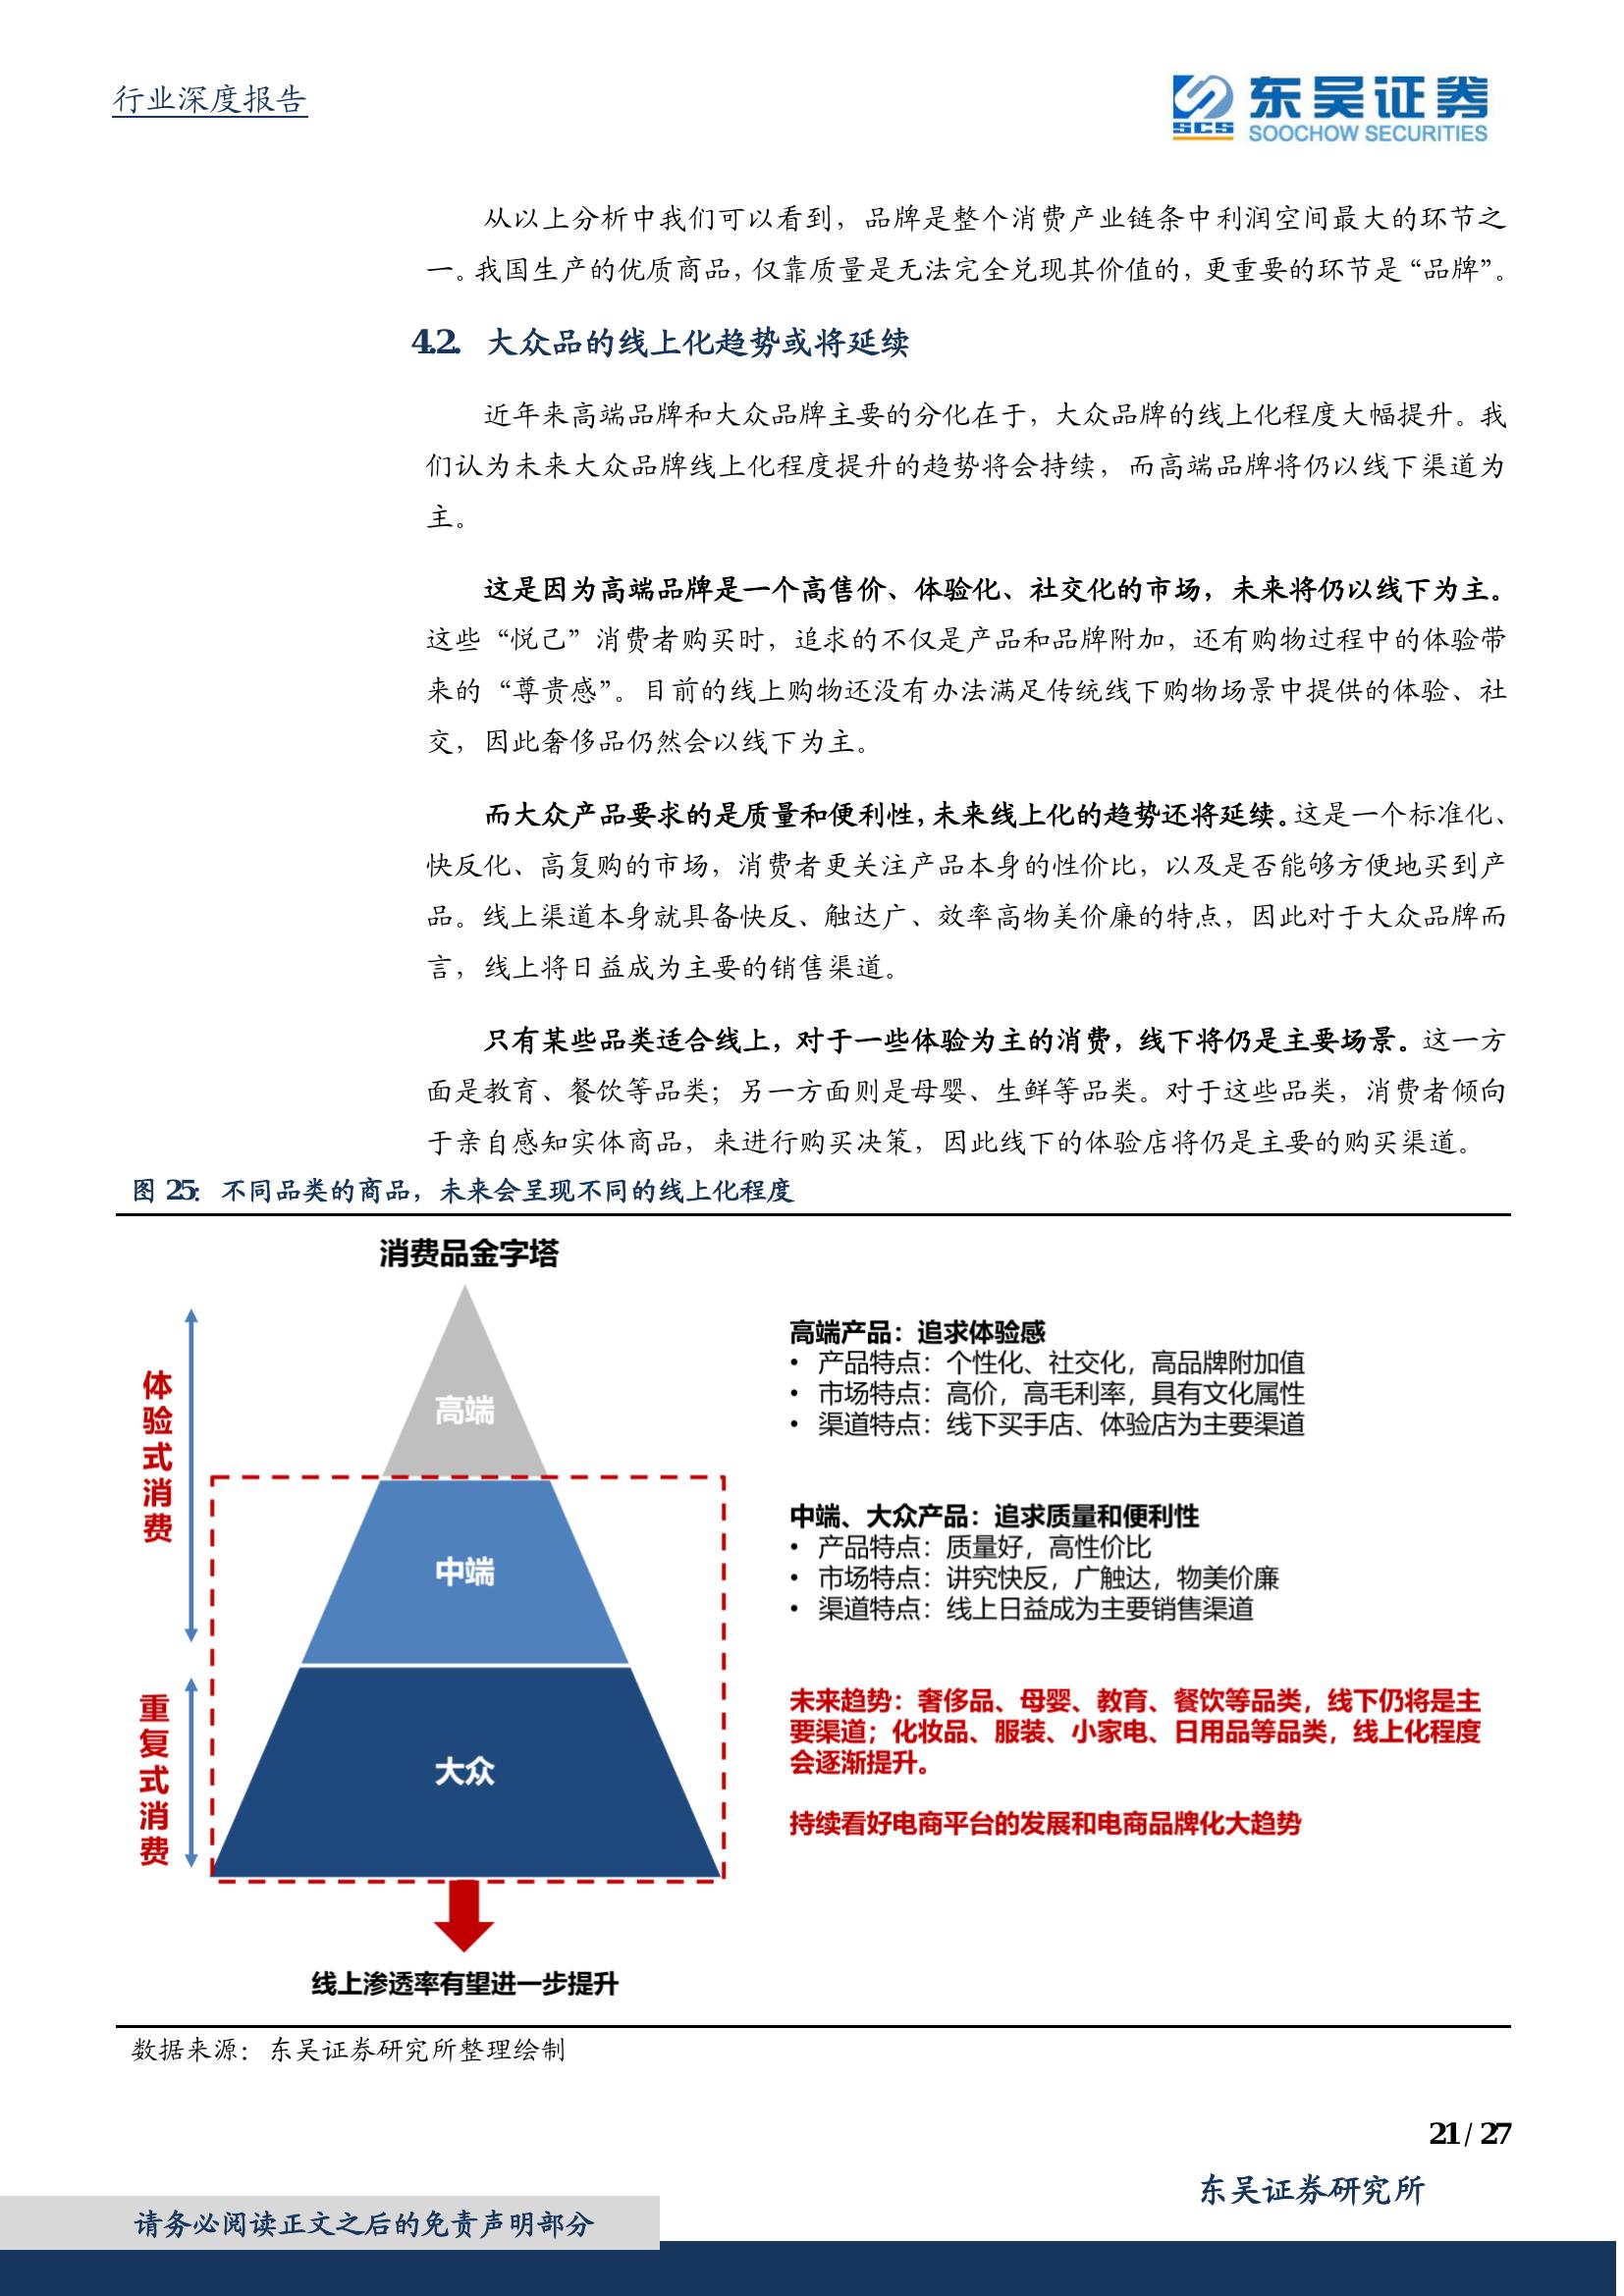 行业深度报告
东吴证券
SCS
SOOCHOW SECURITIES
从以上分析中我们可以看到，品牌是整个消费产业链条中利润空间最大的环节之
一。我国生产的优质商品，仅靠质量是无法完全兑现其价值的，更重要的环节是“品牌”。
4.2. 大众品的线上化趋势或将延续
近年来高端品牌和大众品牌主要的分化在于，大众品牌的线上化程度大幅提升。我
们认为未来大众品牌线上化程度提升的趋势将会持续，而高端品牌将仍以线下渠道为
主。
这是因为高端品牌是一个高售价、体验化、社交化的市场，未来将仍以线下为主。
这些“悦己”消费者购买时，追求的不仅是产品和品牌附加，还有购物过程中的体验带
来的“尊贵感”。目前的线上购物还没有办法满足传统线下购物场景中提供的体验、社
交，因此奢侈品仍然会以线下为主。
而大众产品要求的是质量和便利性，未来线上化的趋势还将延续。这是一个标准化、
快反化、高复购的市场，消费者更关注产品本身的性价比，以及是否能够方便地买到产
品。线上渠道本身就具备快反、触达广、效率高物美价廉的特点，因此对于大众品牌而
言，线上将日益成为主要的销售渠道。
只有某些品类适合线上，对于一些体验为主的消费，线下将仍是主要场景。这一方
面是教育、餐饮等品类；另一方面则是母婴、生鲜等品类。对于这些品类，消费者倾向
于亲自感知实体商品，来进行购买决策，因此线下的体验店将仍是主要的购买渠道。
图 25：不同品类的商品，未来会呈现不同的线上化程度
消费品金字塔
体验式消费
重复式消费
高端
中端
大众
线上渗透率有望进一步提升
高端产品：追求体验感
• 产品特点：个性化、社交化，高品牌附加值
• 市场特点：高价，高毛利率，具有文化属性
• 渠道特点：线下买手店、体验店为主要渠道
中端、大众产品：追求质量和便利性
• 产品特点：质量好，高性价比
• 市场特点：讲究快反，广触达，物美价廉
• 渠道特点：线上日益成为主要销售渠道
未来趋势：奢侈品、母婴、教育、餐饮等品类，线下仍将是主
要渠道；化妆品、服装、小家电、日用品等品类，线上化程度
会逐渐提升。
持续看好电商平台的发展和电商品牌化大趋势
数据来源：东吴证券研究所整理绘制
21 / 27
东吴证券研究所
请务必阅读正文之后的免责声明部分